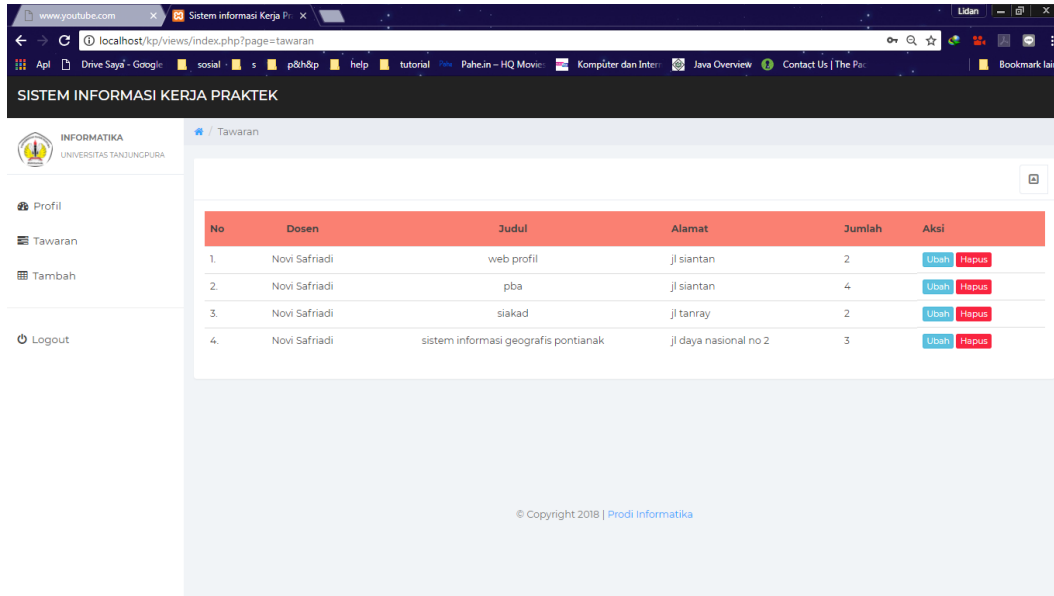 www.youtube.com
Sistem informasi Kerja Pr
Lidan
localhost/kp/views/index.php?page=tawaran
Apl Drive Saya - Google sosial s p&h&p help tutorial Pahe.in – HQ Movie Komputer dan Intern Java Overview Contact Us | The Pac Bookmark lai
SISTEM INFORMASI KERJA PRAKTEK
INFORMATIKA
UNIVERSITAS TANJUNGPURA
Profil
Tawaran
Tambah
Logout
/ Tawaran
No Dosen Judul Alamat Jumlah Aksi
1. Novi Safriadi web profil jl siantan 2 Ubah Hapus
2. Novi Safriadi pba jl siantan 4 Ubah Hapus
3. Novi Safriadi siakad jl tanray 2 Ubah Hapus
4. Novi Safriadi sistem informasi geografis pontianak jl daya nasional no 2 3 Ubah Hapus
© Copyright 2018 | Prodi Informatika